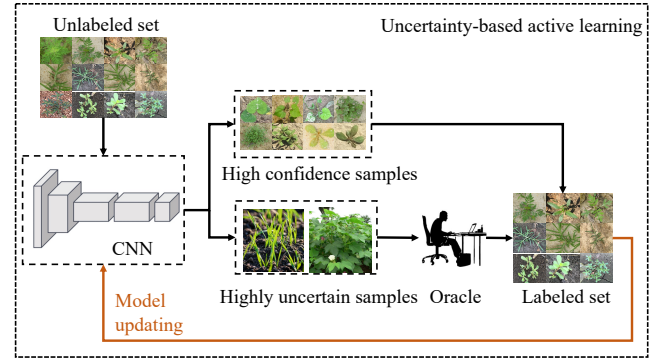 Unlabeled set
Uncertainty-based active learning
High confidence samples
CNN
Highly uncertain samples
Oracle
Labeled set
Model
updating